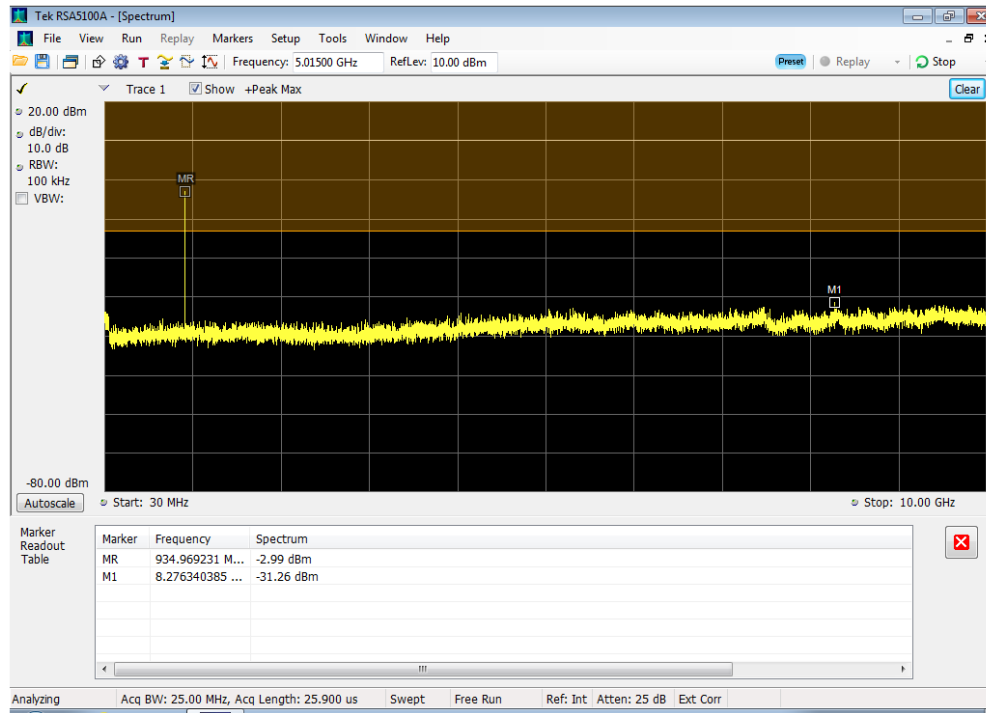 Tek RSA5100A - [Spectrum]
File View Run Replay Markers Setup Tools Window Help
T Frequency: 5.01500 GHz RefLev: 10.00 dBm Preset Replay Stop
Trace 1 Show +Peak Max Clear
20.00 dBm
dB/div:
10.0 dB
RBW:
100 kHz
VBW:
MR
M1
-80.00 dBm
Autoscale Start: 30 MHz Stop: 10.00 GHz
Marker
Readout
Table
Marker Frequency Spectrum
MR 934.969231 M... -2.99 dBm
M1 8.276340385 ... -31.26 dBm
Analyzing Acq BW: 25.00 MHz, Acq Length: 25.900 us Swept Free Run Ref: Int Atten: 25 dB Ext Corr